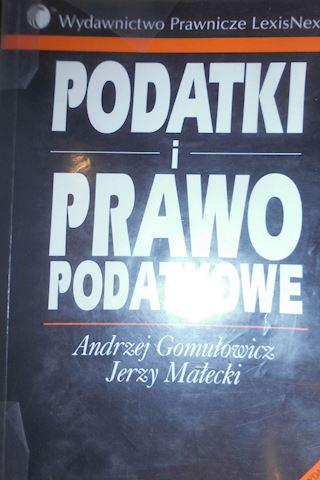 Wydawnictwo Prawnicze LexisNex
PODATKI
i
PRAWO
PODATKOWE
Andrzej Gomułowicz
Jerzy Małecki